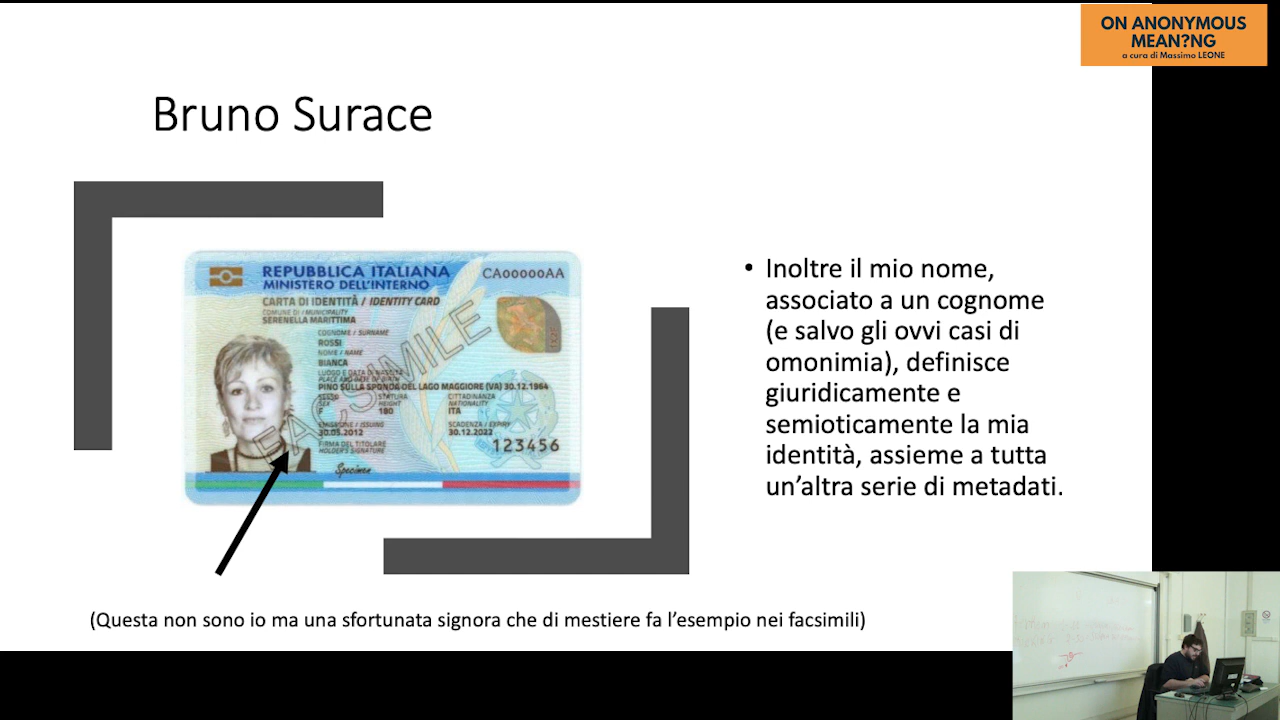 ON ANONYMOUS
MEAN?NG
a cura di Massimo LEONE
Bruno Surace
REPUBBLICA ITALIANA
MINISTERO DELL'INTERNO
CA00000AA
CARTA DI IDENTITÀ / IDENTITY CARD
COMUNE DI / MUNICIPALITY
SERENELLA MARITTIMA
COGNOME / SURNAME
ROSSI
NOME / NAME
BIANCA
LUOGO E DATA DI NASCITA
PLACE AND DATE OF BIRTH
PINO SULLA SPONDA DEL LAGO MAGGIORE (VA) 30.12.1964
SESSO STATURA CITTADINANZA
SEX HEIGHT NATIONALITY
F 180 ITA
EMISSIONE / ISSUING SCADENZA / EXPIRY
30.05.2012 30.12.2022
FIRMA DEL TITOLARE
HOLDER'S SIGNATURE
123456
Specimen
FACSIMILE
• Inoltre il mio nome,
associato a un cognome
(e salvo gli ovvi casi di
omonimia), definisce
giuridicamente e
semioticamente la mia
identità, assieme a tutta
un'altra serie di metadati.
(Questa non sono io ma una sfortunata signora che di mestiere fa l'esempio nei facsimili)